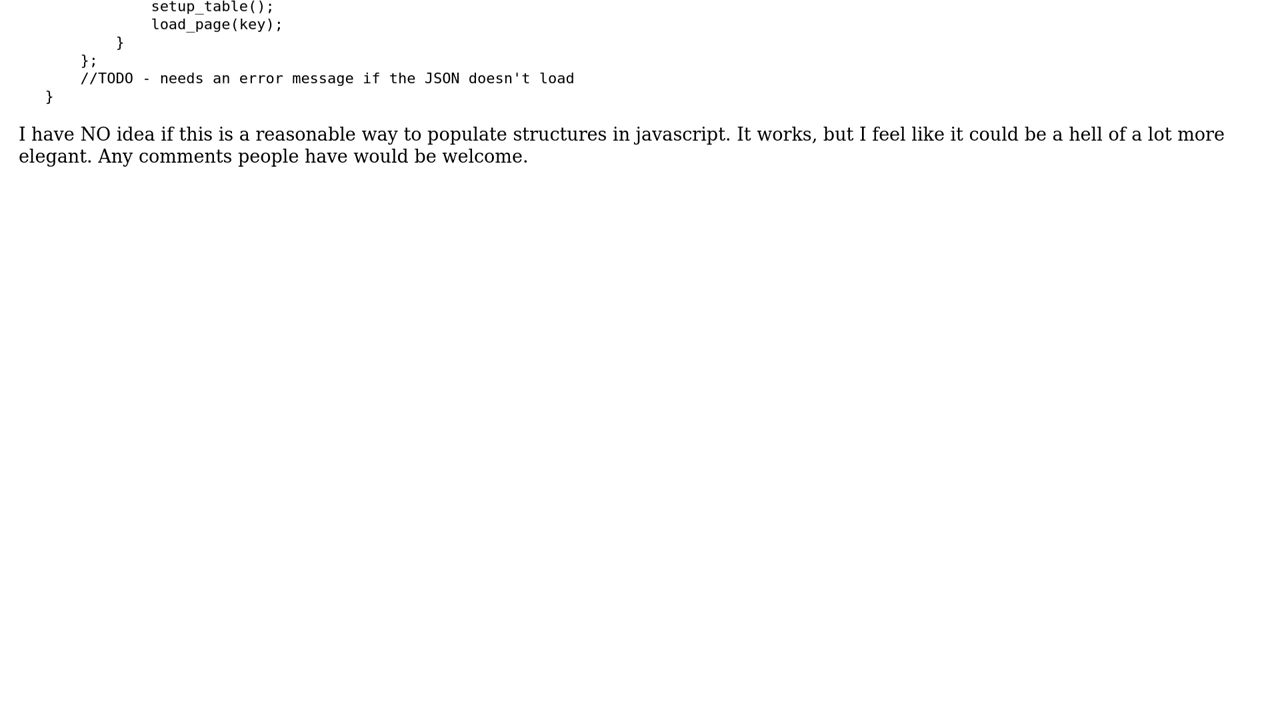 setup_table();
            load_page(key);
        }
    };
    //TODO - needs an error message if the JSON doesn't load
}
I have NO idea if this is a reasonable way to populate structures in javascript. It works, but I feel like it could be a hell of a lot more
elegant. Any comments people have would be welcome.